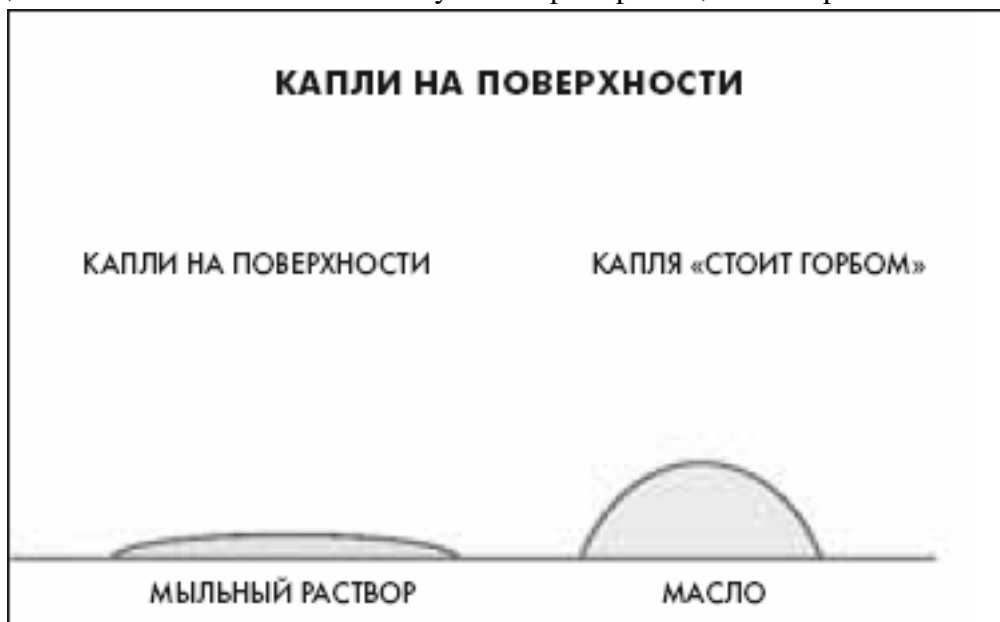 КАПЛИ НА ПОВЕРХНОСТИ
КАПЛИ НА ПОВЕРХНОСТИ
КАПЛЯ «СТОИТ ГОРБОМ»
МЫЛЬНЫЙ РАСТВОР
МАСЛО